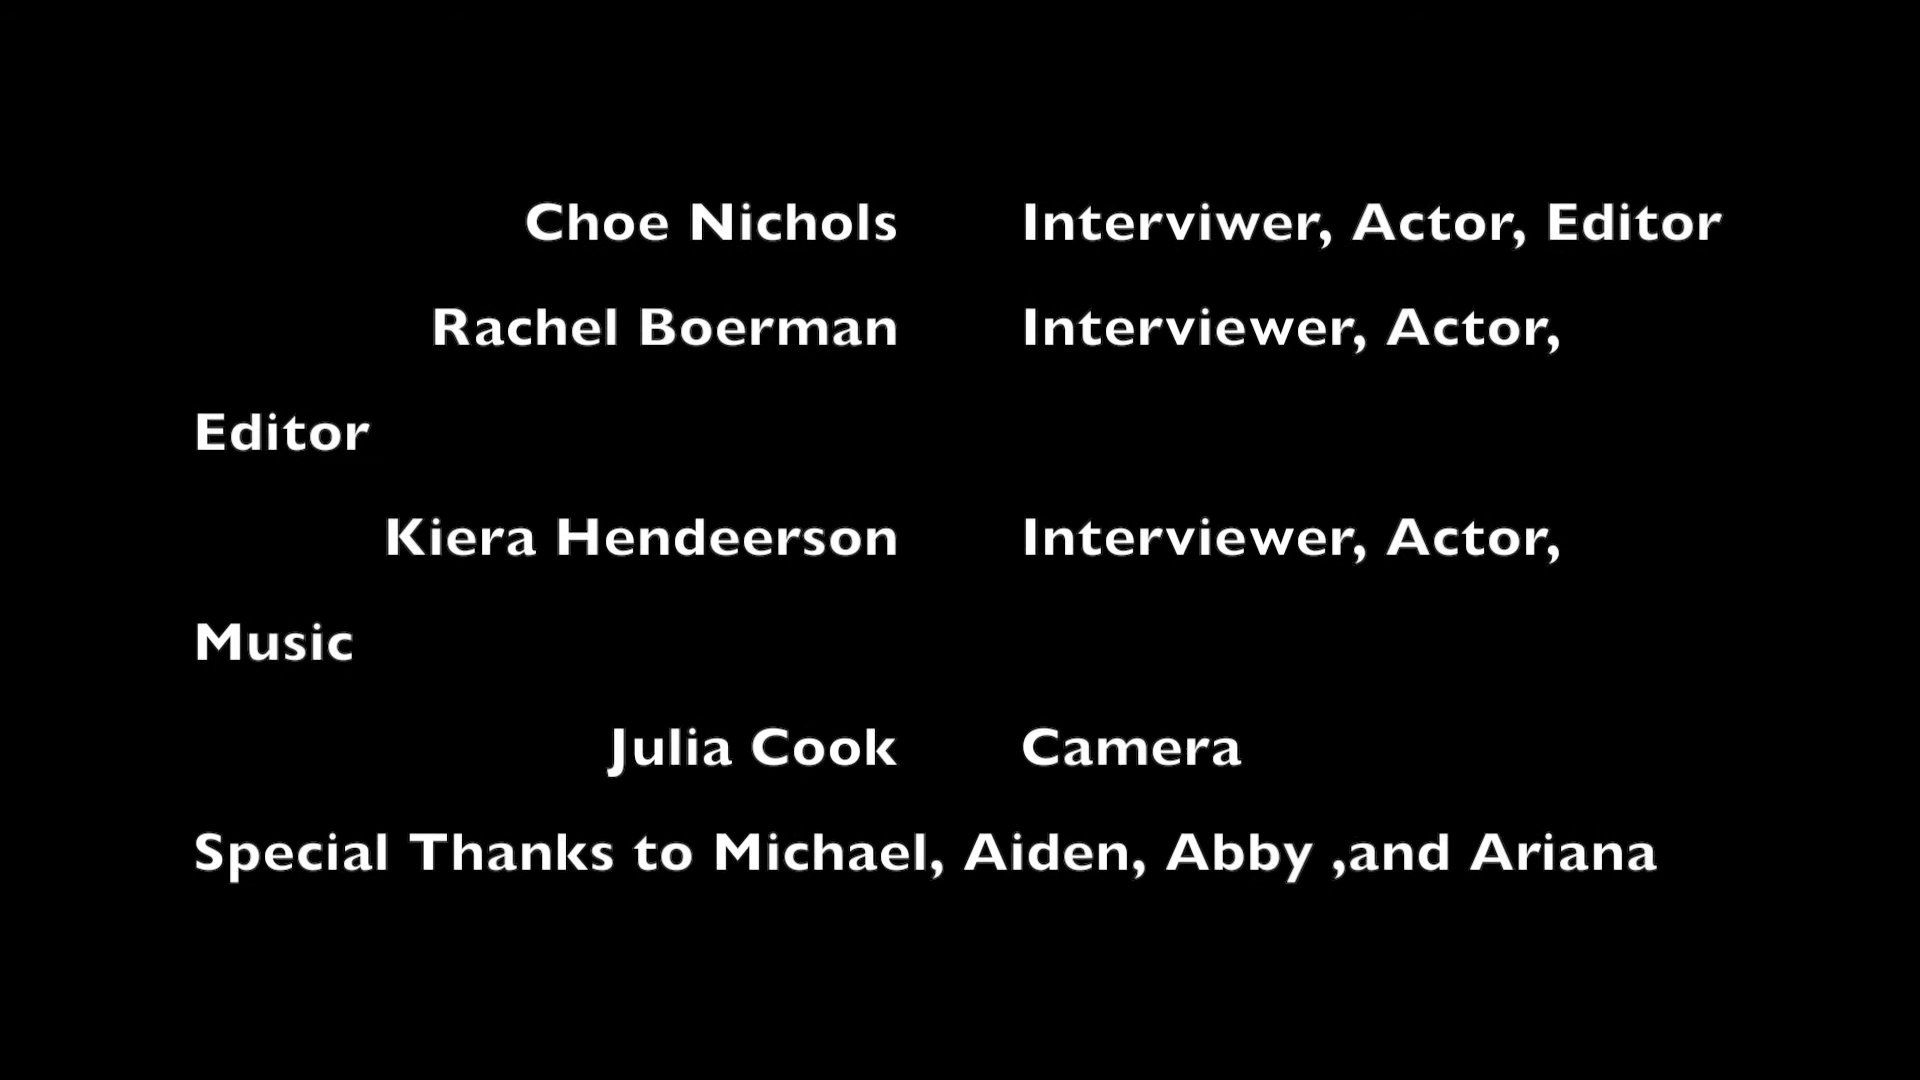 Choe Nichols Interviwer, Actor, Editor
Rachel Boerman Interviewer, Actor,
Editor
Kiera Hendeerson Interviewer, Actor,
Music
Julia Cook Camera
Special Thanks to Michael, Aiden, Abby ,and Ariana